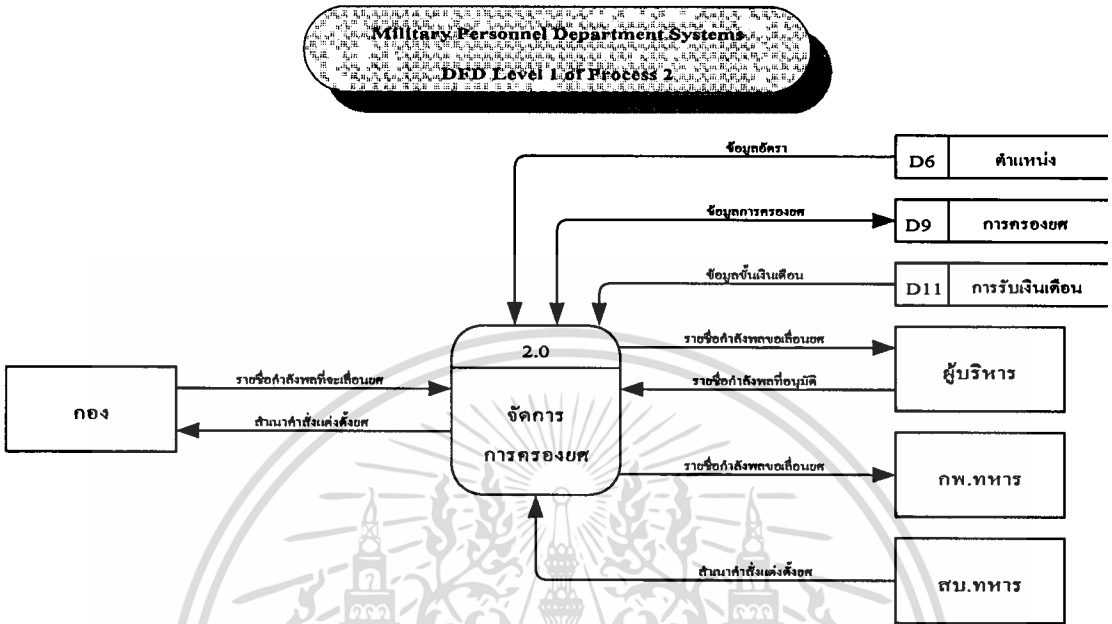 Military Personnel Department Systems
DFD Level 1 of Process 2
ข้อมูลอัตรา
D6 ตำแหน่ง
ข้อมูลการครองยศ
D9 การครองยศ
ข้อมูลขั้นเงินเดือน
D11 การรับเงินเดือน
2.0
จัดการ
การครองยศ
กอง
รายชื่อกำลังพลที่จะเลื่อนยศ
สำเนาคำสั่งแต่งตั้งยศ
รายชื่อกำลังพลขอเลื่อนยศ
รายชื่อกำลังพลที่อนุมัติ
ผู้บริหาร
รายชื่อกำลังพลขอเลื่อนยศ
กพ.ทหาร
สำเนาคำสั่งแต่งตั้งยศ
สบ.ทหาร